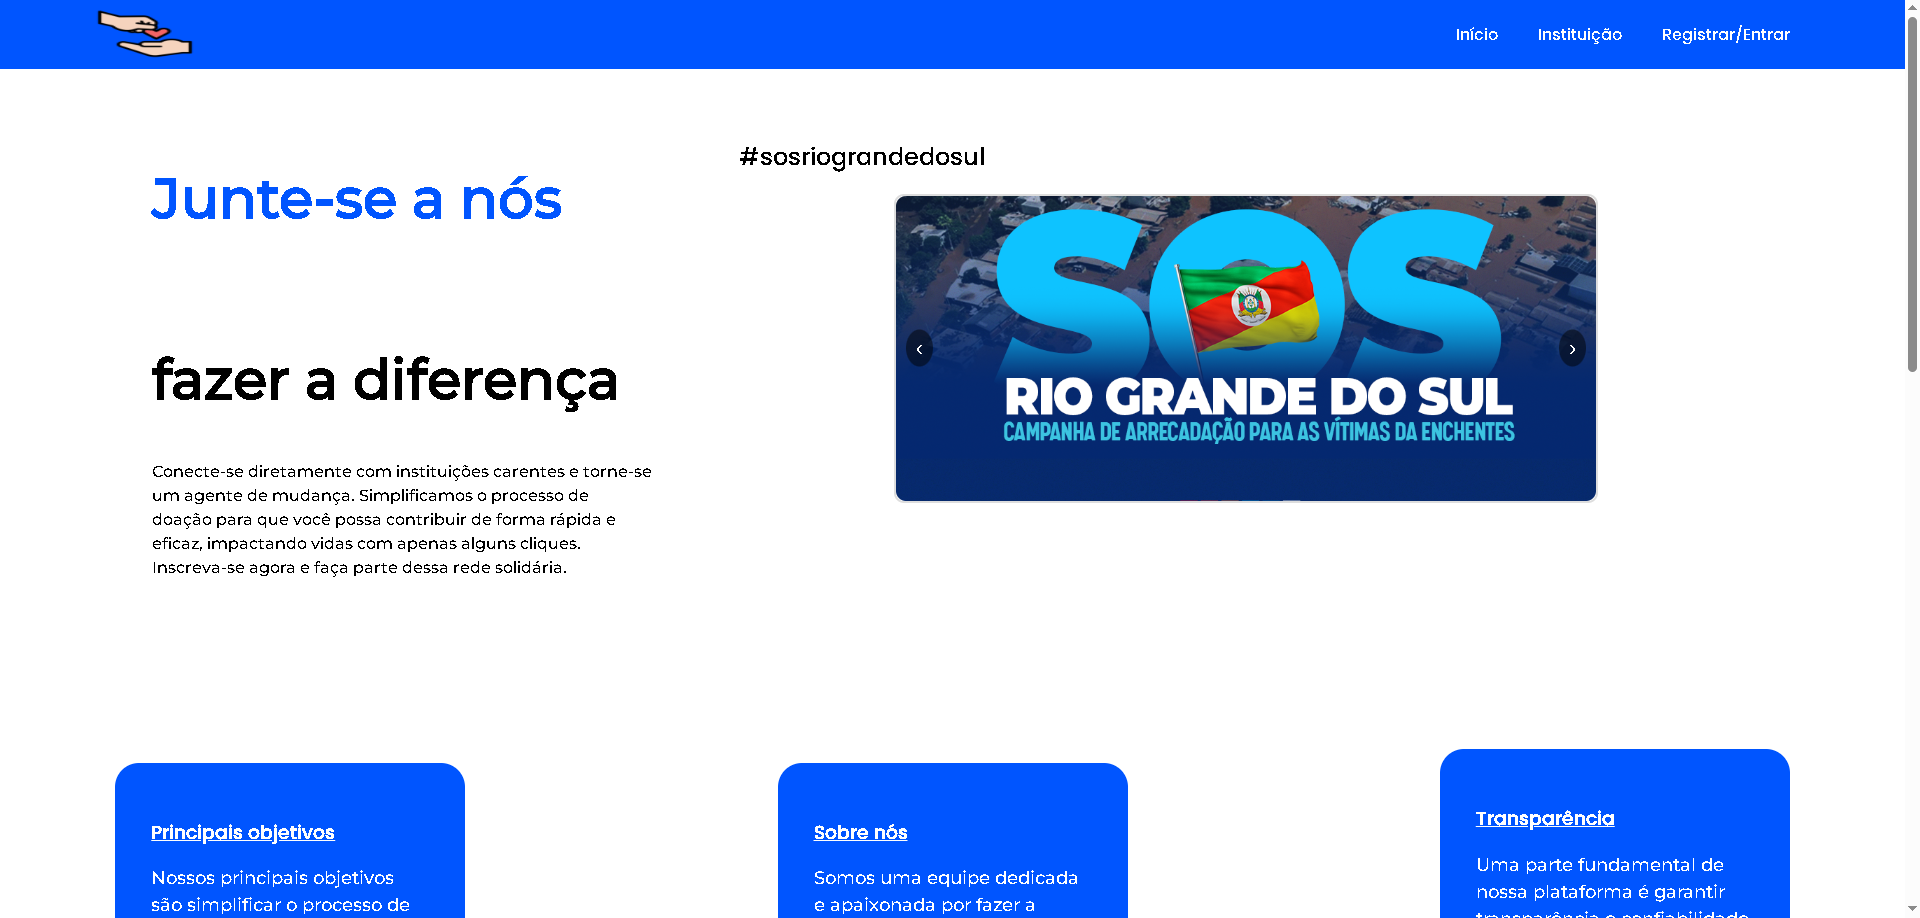 Início
Instituição
Registrar/Entrar
Junte-se a nós
fazer a diferença
Conecte-se diretamente com instituições carentes e torne-se
um agente de mudança. Simplificamos o processo de
doação para que você possa contribuir de forma rápida e
eficaz, impactando vidas com apenas alguns cliques.
Inscreva-se agora e faça parte dessa rede solidária.
#sosriograndedosul
SOS
RIO GRANDE DO SUL
CAMPANHA DE ARRECADAÇÃO PARA AS VÍTIMAS DA ENCHENTES
Principais objetivos
Nossos principais objetivos
são simplificar o processo de
Sobre nós
Somos uma equipe dedicada
e apaixonada por fazer a
Transparência
Uma parte fundamental de
nossa plataforma é garantir
transparência e confiabilidade